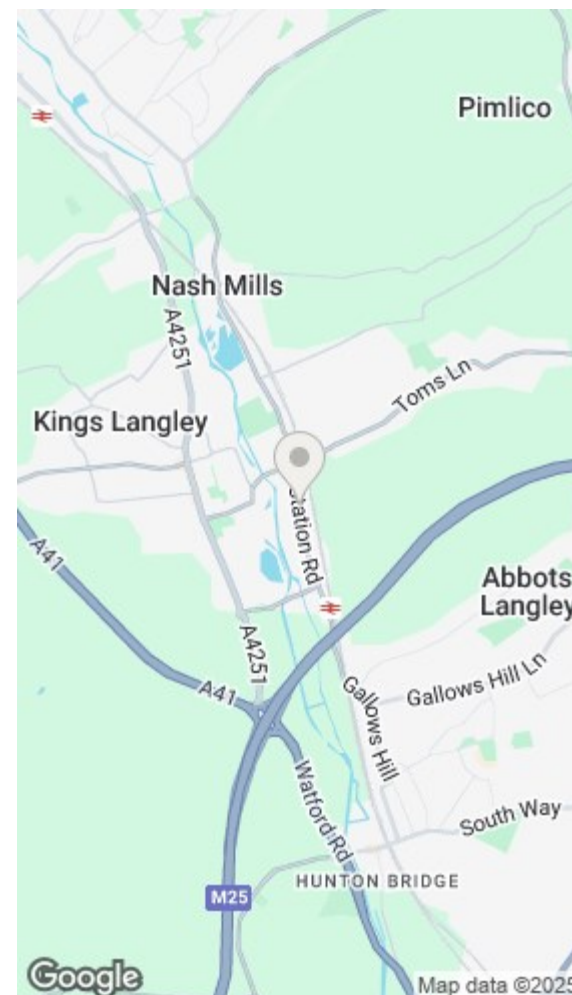 Pimlico
Nash Mills
A4251
Toms Ln
Kings Langley
Station Rd
A41
Abbots
Langley
A4251
A41
Gallows Hill Ln
Gallows Hill
Watford Rd
South Way
HUNTON BRIDGE
M25
Google
Map data ©2025